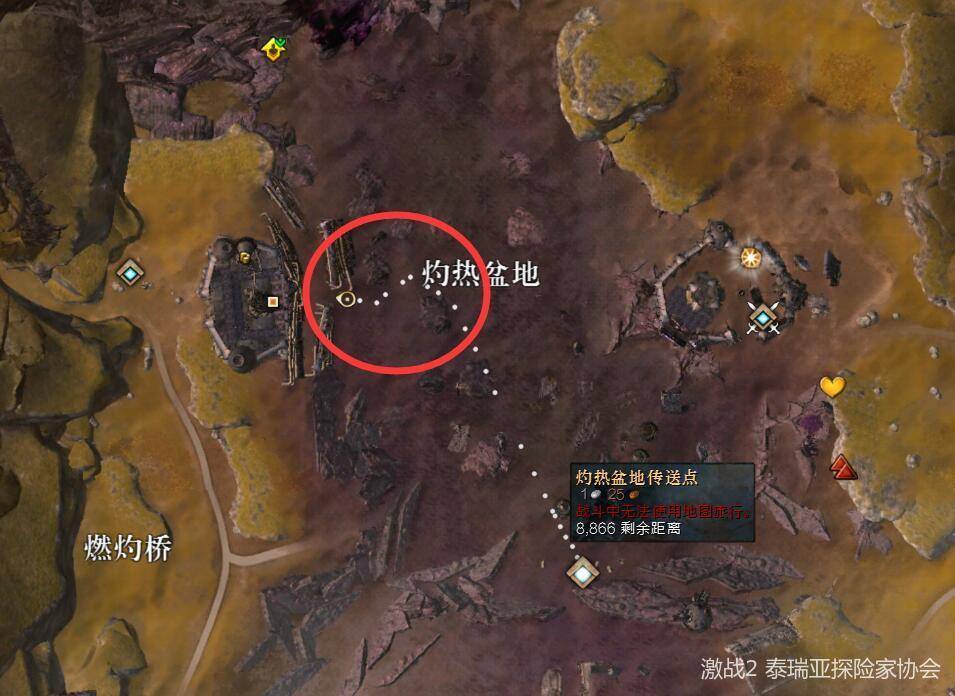 灼热盆地
灼热盆地传送点
1 25
战斗中无法使用地图旅行。
8,866 剩余距离
燃灼桥
激战2 泰瑞亚探险家协会